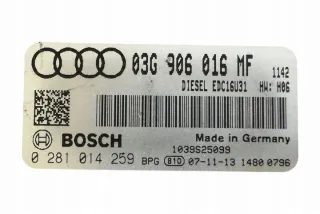 03G 906 016 MF 1142
DIESEL EDC16U31 HW: H06
BOSCH Made in Germany
1039S25099
0 281 014 259 BPG 810 07-11-13 1480 0796